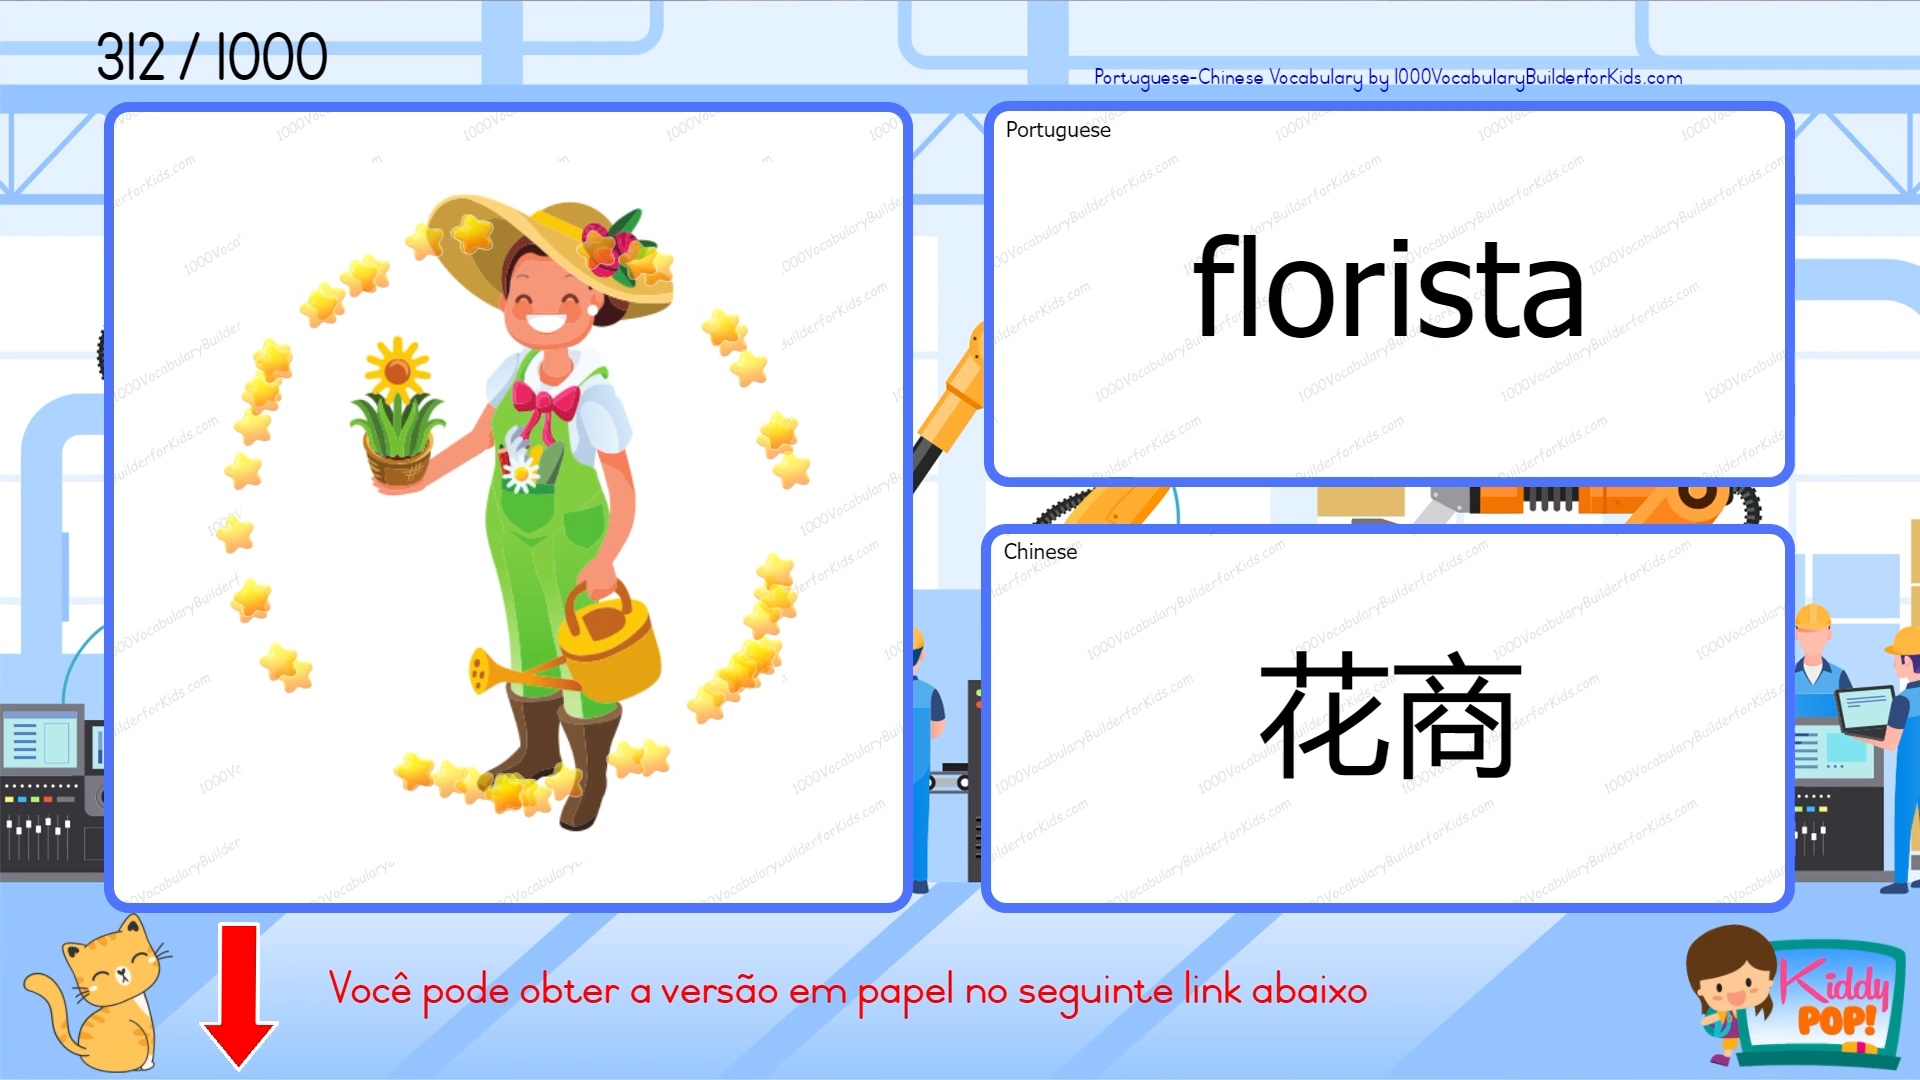 312 / 1000
Portuguese-Chinese Vocabulary by 1000VocabularyBuilderforKids.com
Portuguese
florista
Chinese
花商
Você pode obter a versão em papel no seguinte link abaixo
Kiddy
POP!